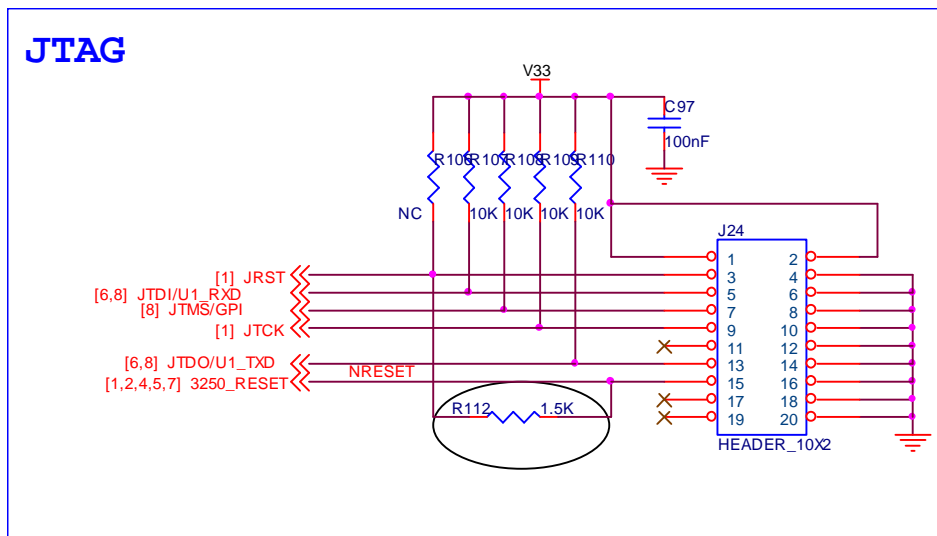 JTAG
V33
C97
100nF
R106 R107 R108 R109 R110
NC 10K 10K 10K 10K
J24
1 2
[1] JRST 3 4
[6,8] JTDI/U1_RXD 5 6
[8] JTMS/GPI 7 8
[1] JTCK 9 10
11 12
[6,8] JTDO/U1_TXD 13 14
[1,2,4,5,7] 3250_RESET NRESET 15 16
17 18
R112 1.5K 19 20
HEADER_10X2